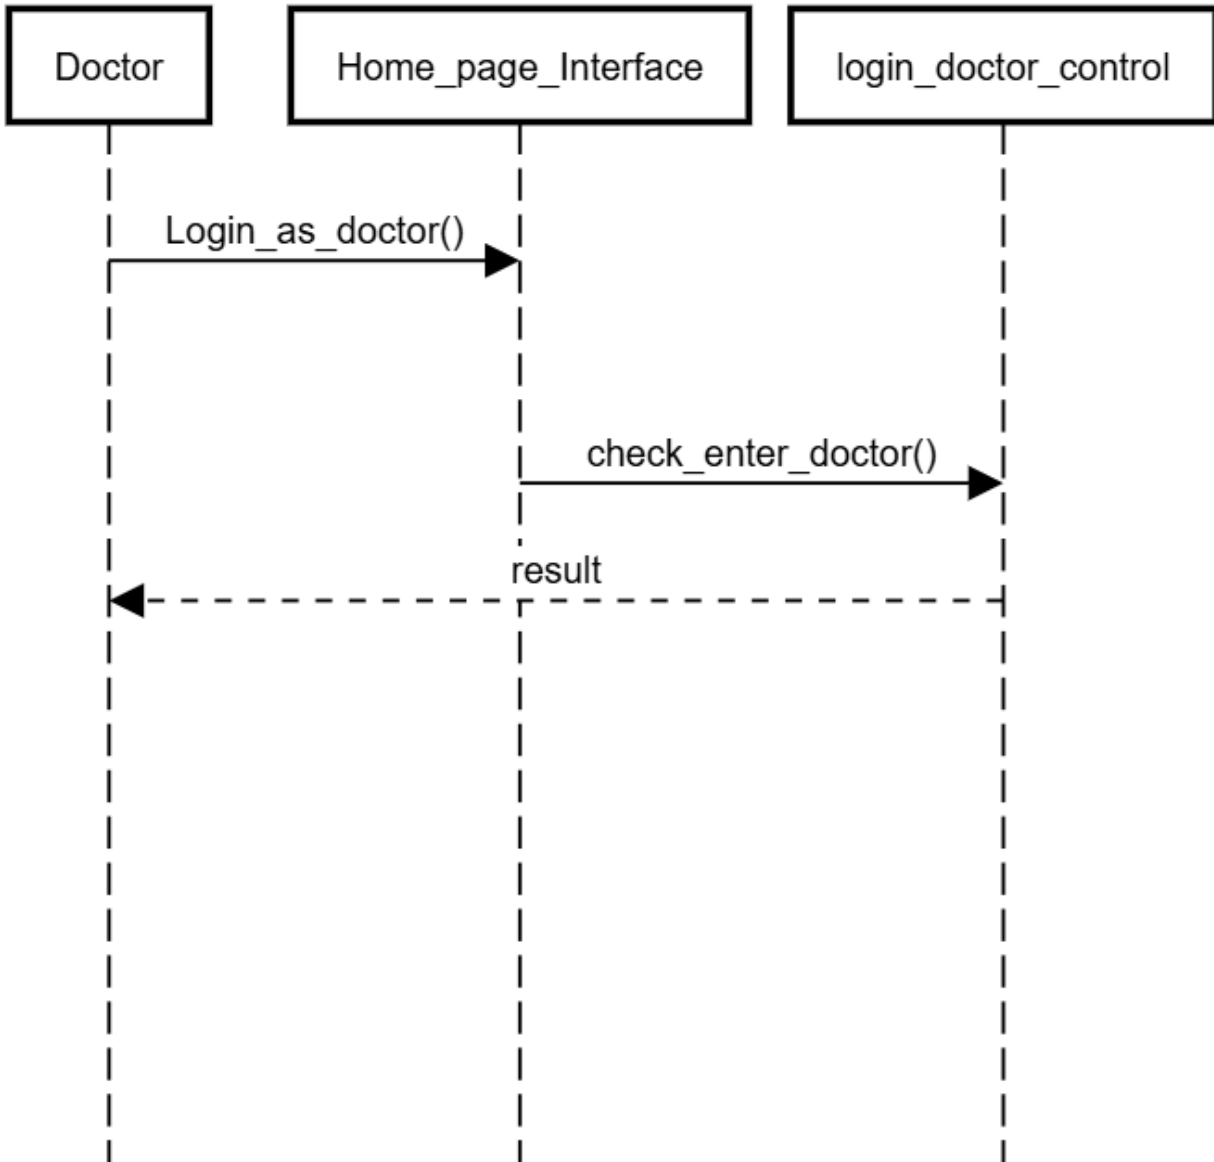 Doctor
Home_page_Interface
login_doctor_control
Login_as_doctor()
check_enter_doctor()
result